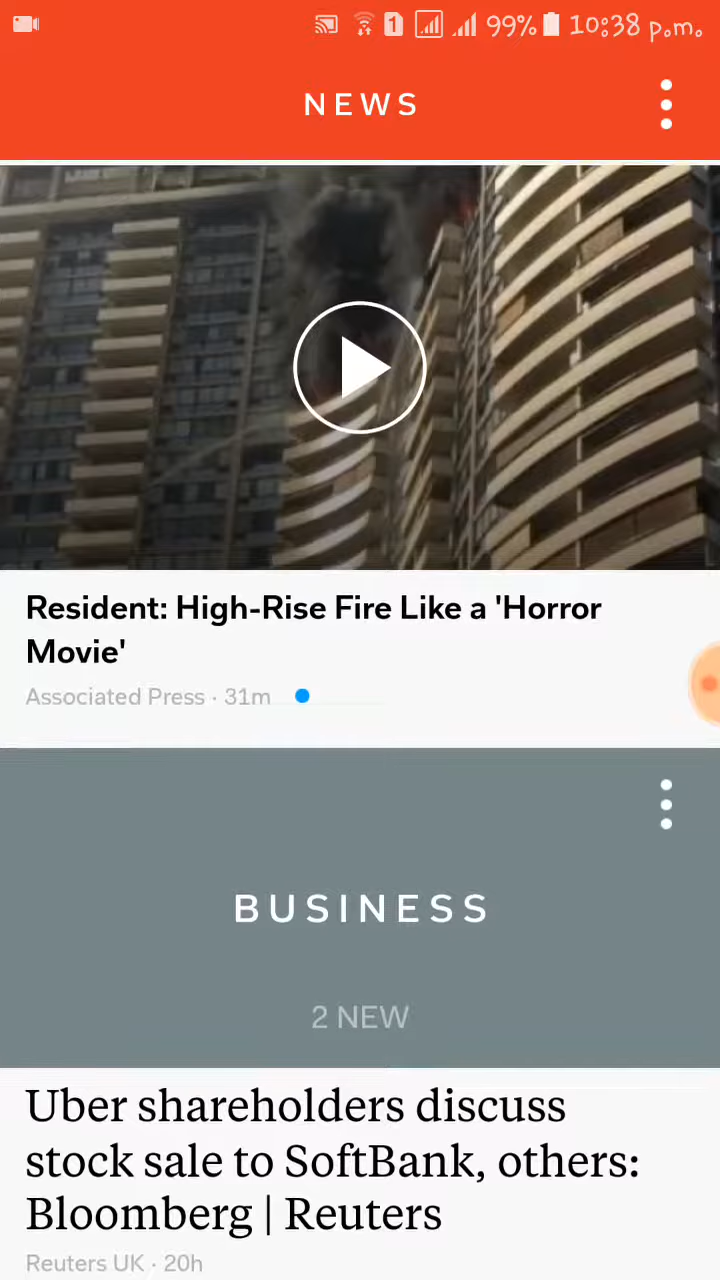 1 99% 10:38 p.m.
NEWS
Resident: High-Rise Fire Like a 'Horror
Movie'
Associated Press · 31m
BUSINESS
2 NEW
Uber shareholders discuss
stock sale to SoftBank, others:
Bloomberg | Reuters
Reuters UK · 20h